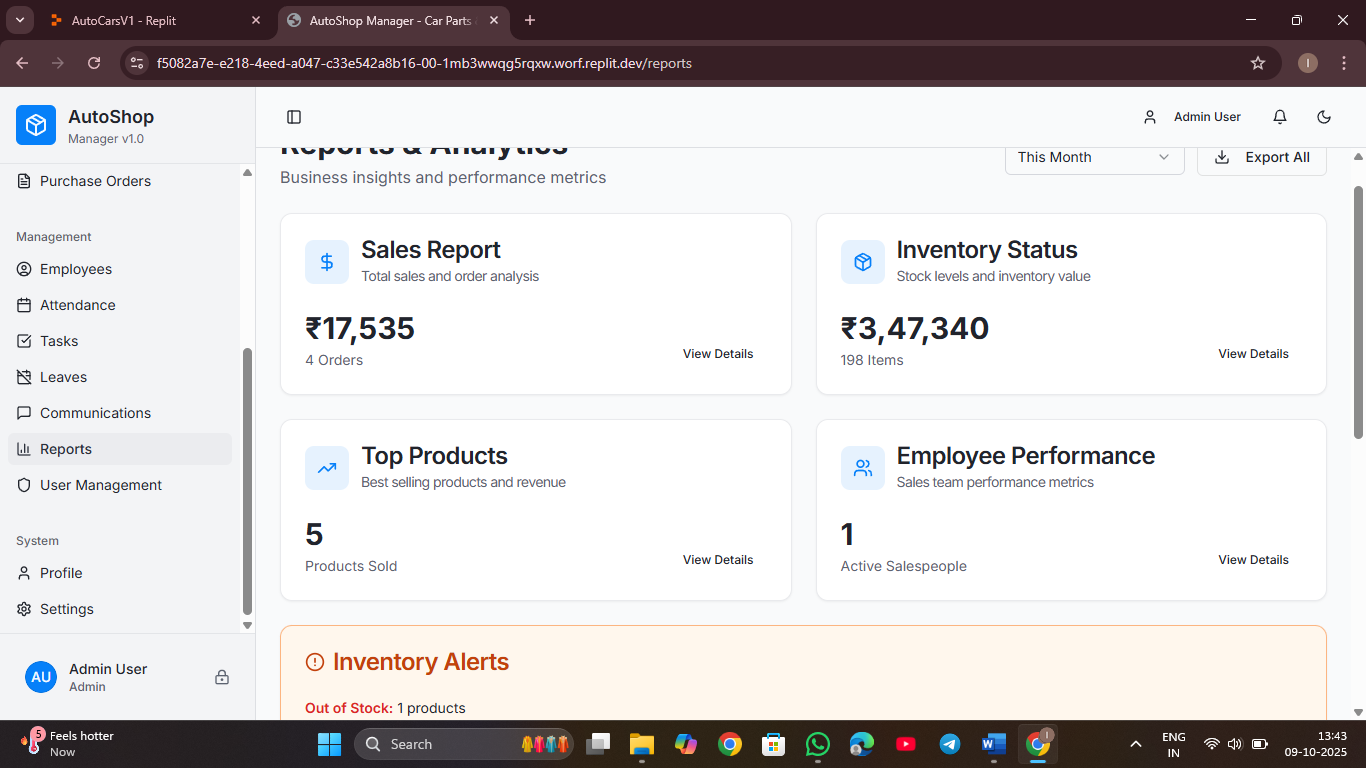 AutoCarsV1 - Replit
AutoShop Manager - Car Parts
f5082a7e-e218-4eed-a047-c33e542a8b16-00-1mb3wwqg5rqxw.worf.replit.dev/reports
I
AutoShop
Manager v1.0
Admin User
Purchase Orders
Management
Employees
Attendance
Tasks
Leaves
Communications
Reports
User Management
System
Profile
Settings
AU
Admin User
Admin
Reports & Analytics
Business insights and performance metrics
This Month
Export All
Sales Report
Total sales and order analysis
₹17,535
4 Orders
View Details
Inventory Status
Stock levels and inventory value
₹3,47,340
198 Items
View Details
Top Products
Best selling products and revenue
5
Products Sold
View Details
Employee Performance
Sales team performance metrics
1
Active Salespeople
View Details
Inventory Alerts
Out of Stock: 1 products
5
Feels hotter
Now
Search
I
ENG
IN
13:43
09-10-2025